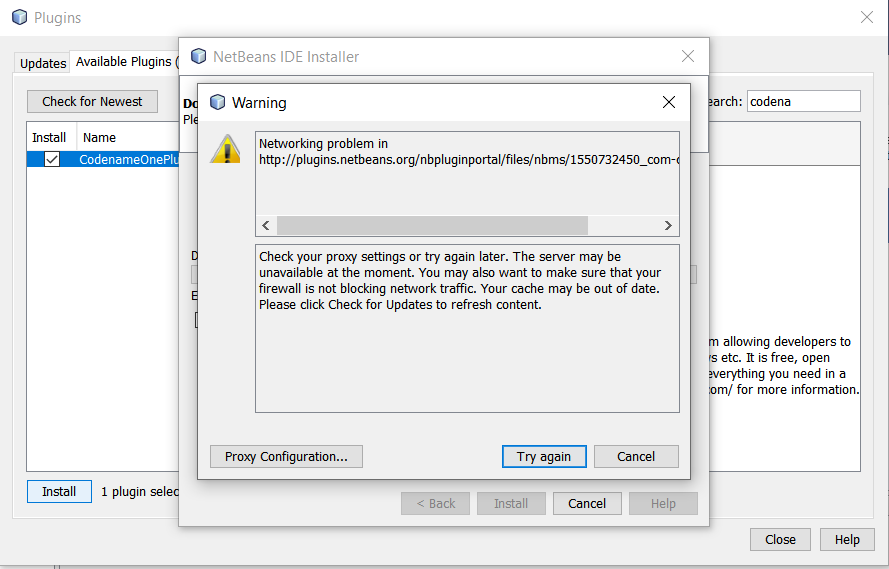 Plugins
Updates
Available Plugins (
Check for Newest
earch: codena
Install Name
CodenameOnePlu
NetBeans IDE Installer
Do
Ple
Warning
Networking problem in
http://plugins.netbeans.org/nbpluginportal/files/nbms/1550732450_com-c
Check your proxy settings or try again later. The server may be
unavailable at the moment. You may also want to make sure that your
firewall is not blocking network traffic. Your cache may be out of date.
Please click Check for Updates to refresh content.
Proxy Configuration...
Try again
Cancel
m allowing developers to
s etc. It is free, open
everything you need in a
om/ for more information.
Install
1 plugin selec
< Back
Install
Cancel
Help
Close
Help